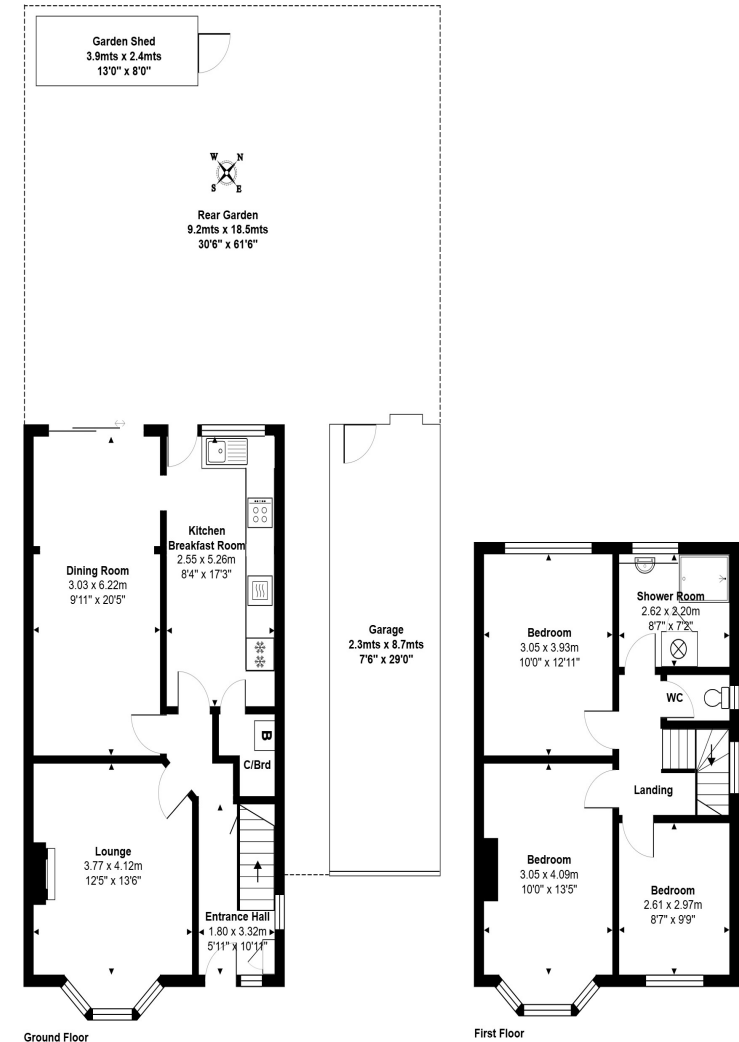 Garden Shed
3.9mts x 2.4mts
13'0" x 8'0"
W N
S E
Rear Garden
9.2mts x 18.5mts
30'6" x 61'6"
Kitchen
Breakfast Room
2.55 x 5.26m
8'4" x 17'3"
Dining Room
3.03 x 6.22m
9'11" x 20'5"
Garage
2.3mts x 8.7mts
7'6" x 29'0"
B
C/Brd
Lounge
3.77 x 4.12m
12'5" x 13'6"
Entrance Hall
1.80 x 3.32m
5'11" x 10'11"
Ground Floor
Shower Room
2.62 x 2.20m
8'7" x 7'2"
Bedroom
3.05 x 3.93m
10'0" x 12'11"
WC
Landing
Bedroom
3.05 x 4.09m
10'0" x 13'5"
Bedroom
2.61 x 2.97m
8'7" x 9'9"
First Floor